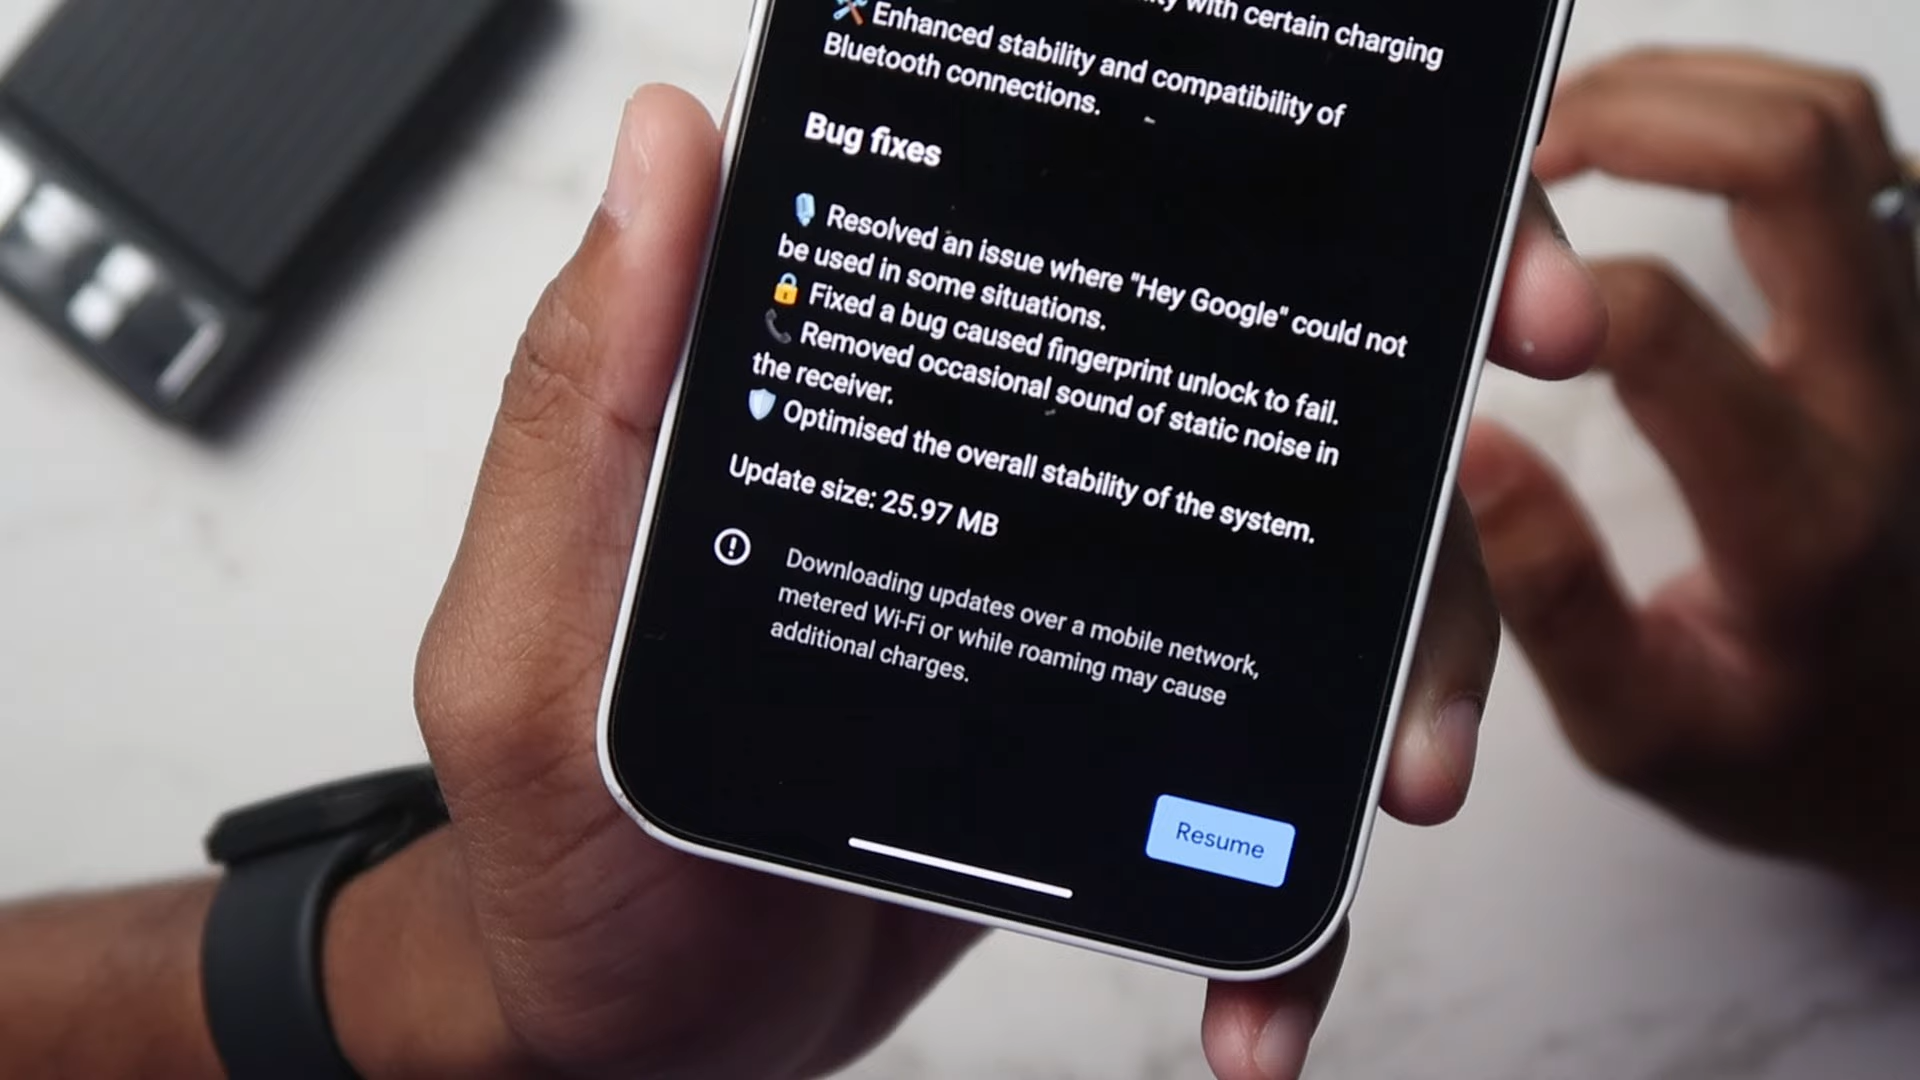 with certain charging
Enhanced stability and compatibility of
Bluetooth connections.
Bug fixes
Resolved an issue where "Hey Google" could not
be used in some situations.
Fixed a bug caused fingerprint unlock to fail.
Removed occasional sound of static noise in
the receiver.
Optimised the overall stability of the system.
Update size: 25.97 MB
Downloading updates over a mobile network,
metered Wi-Fi or while roaming may cause
additional charges.
Resume